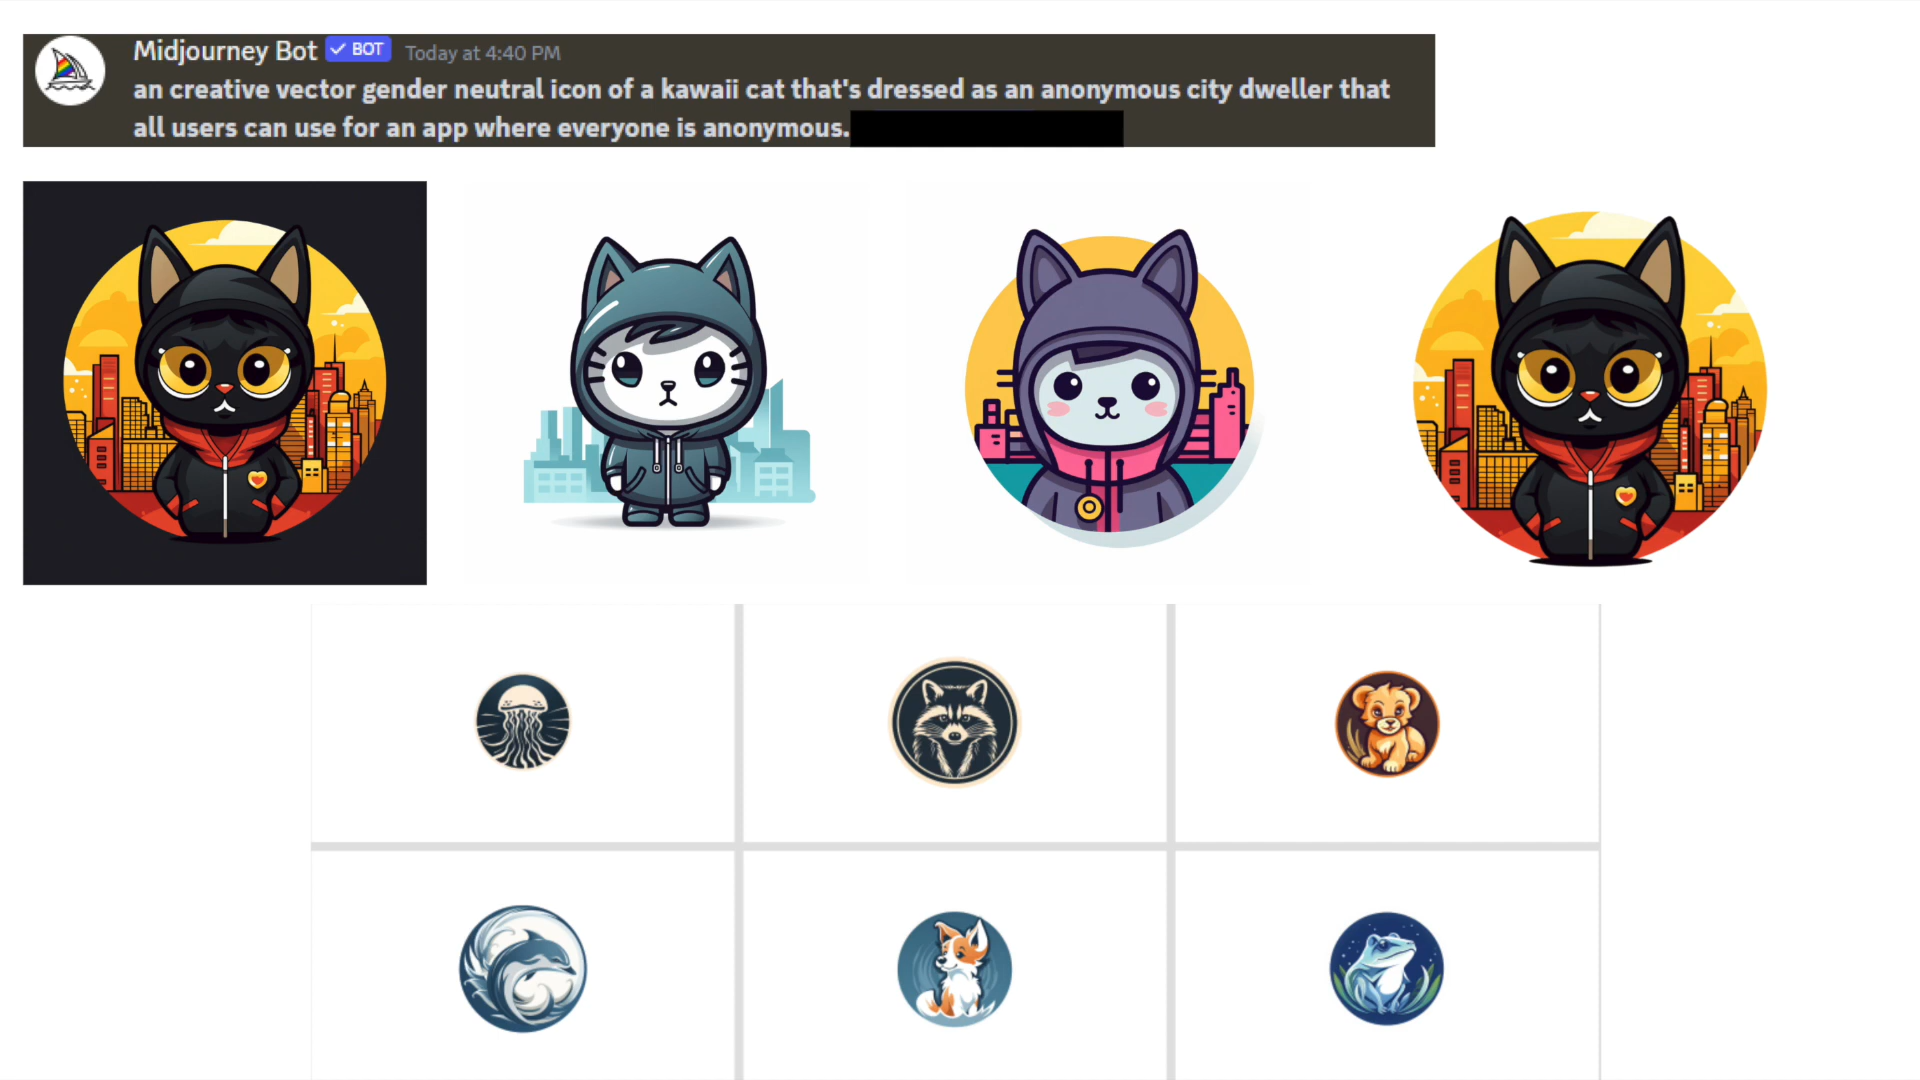 Midjourney Bot ✓ BOT Today at 4:40 PM
an creative vector gender neutral icon of a kawaii cat that's dressed as an anonymous city dweller that
all users can use for an app where everyone is anonymous.